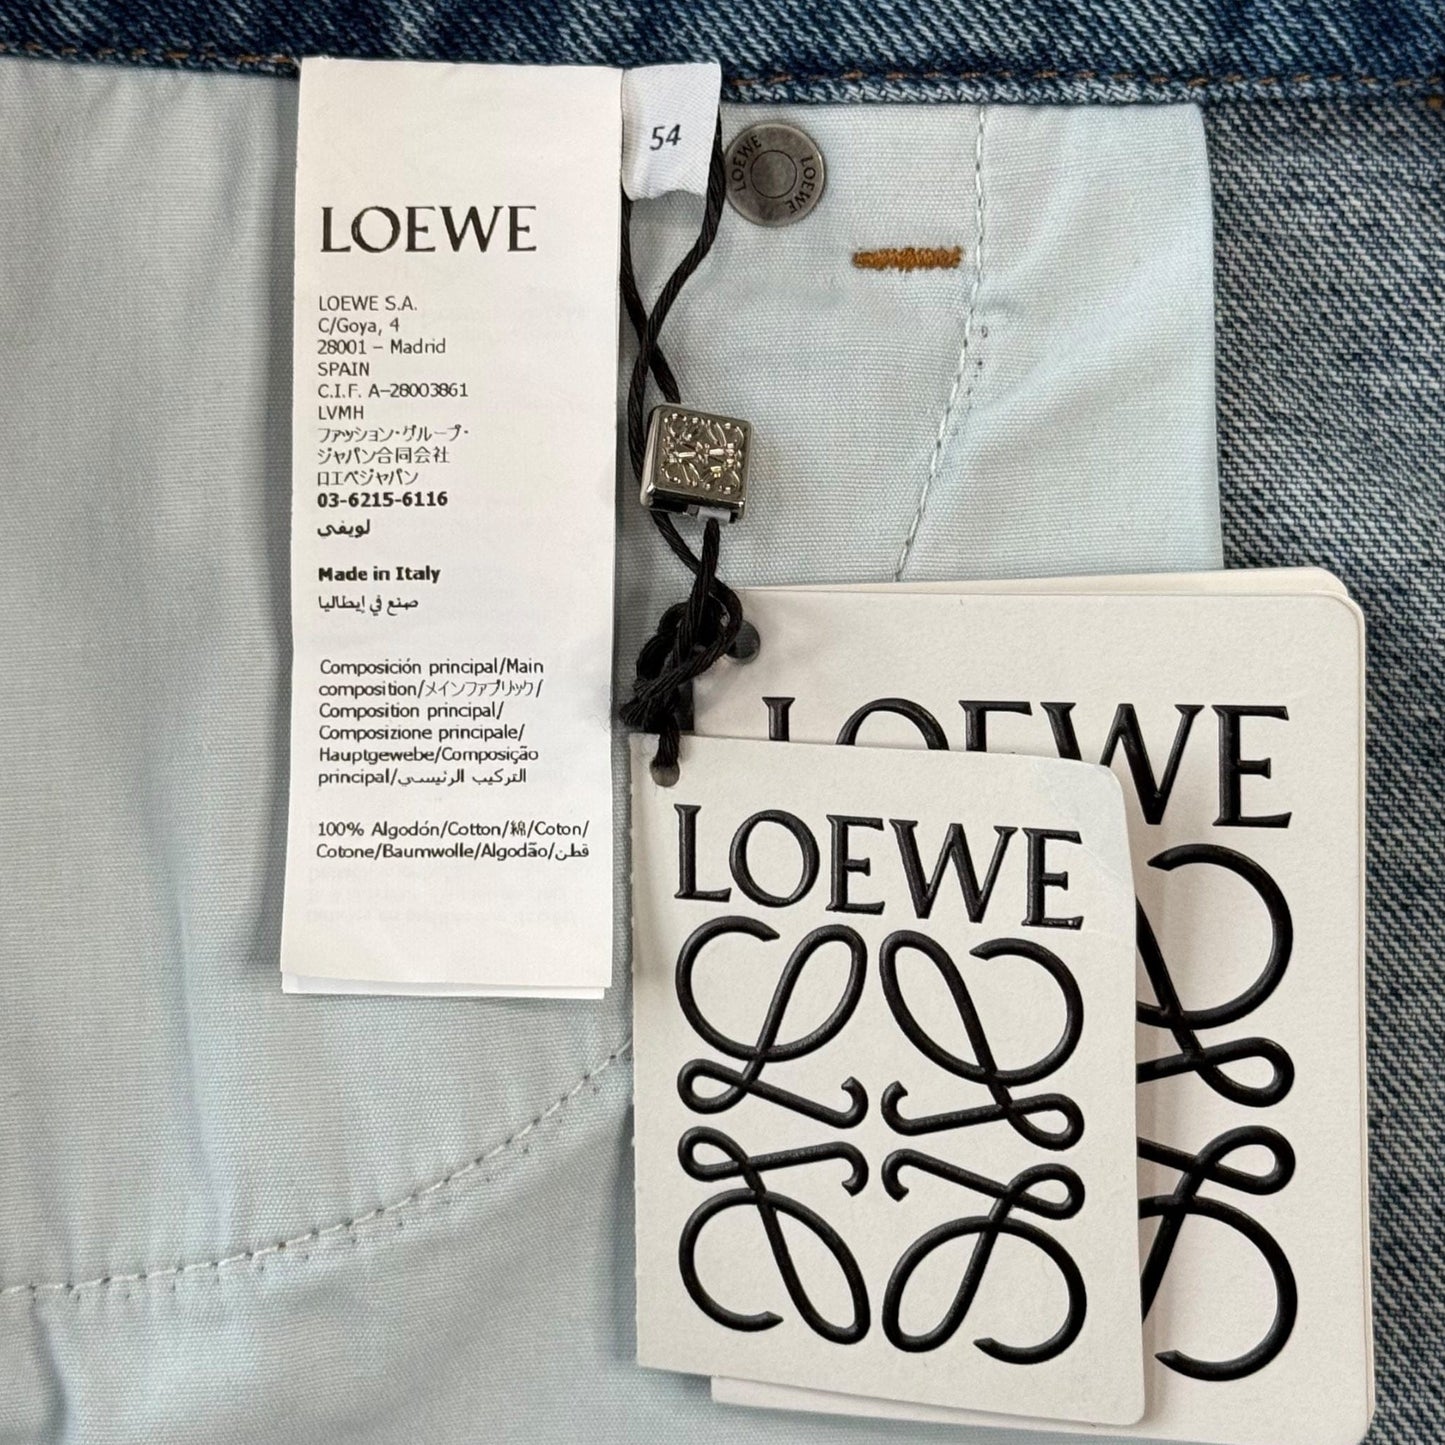 LOEWE
LOEWE S.A.
C/Goya, 4
28001 – Madrid
SPAIN
C.I.F. A-28003861
LVMH
ファッション・グループ・
ジャパン合同会社
ロエベジャパン
03-6215-6116
لويفي
Made in Italy
صنع في إيطاليا
Composición principal/Main
composition/メインファブリック/
Composition principal/
Composizione principale/
Hauptgewebe/Composição
principal/التركيب الرئيسي
100% Algodón/Cotton/綿/Coton/
Cotone/Baumwolle/Algodão/قطن
54
LOEWE
LOEWE
LOEWE
LOEWE
LOEWE